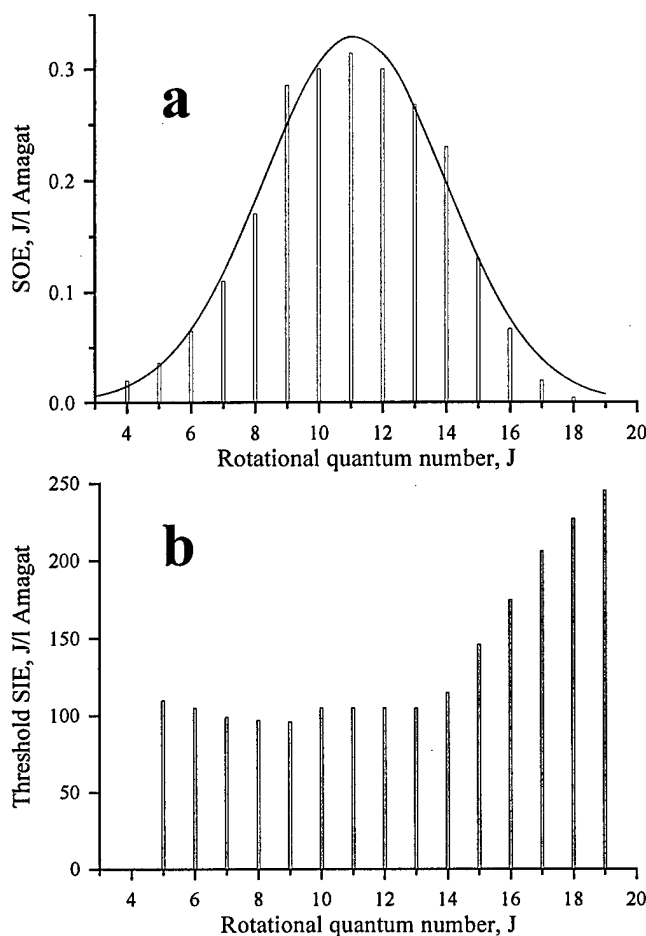 a
SOE, J/l Amagat
0.3
0.2
0.1
0.0
4 6 8 10 12 14 16 18 20
Rotational quantum number, J
b
Threshold SIE, J/l Amagat
250
200
150
100
50
0
4 6 8 10 12 14 16 18 20
Rotational quantum number, J